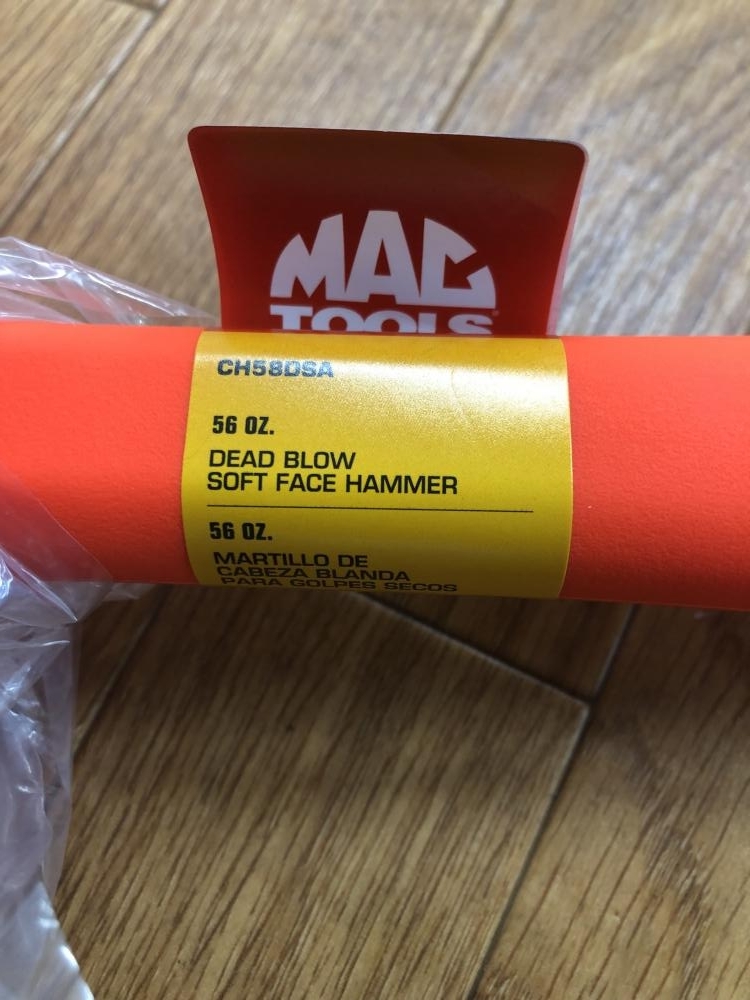 MAC
TOOLS
CH58DSA
56 OZ.
DEAD BLOW
SOFT FACE HAMMER
56 OZ.
MARTILLO DE
CABEZA BLANDA
PARA GOLPES SECOS